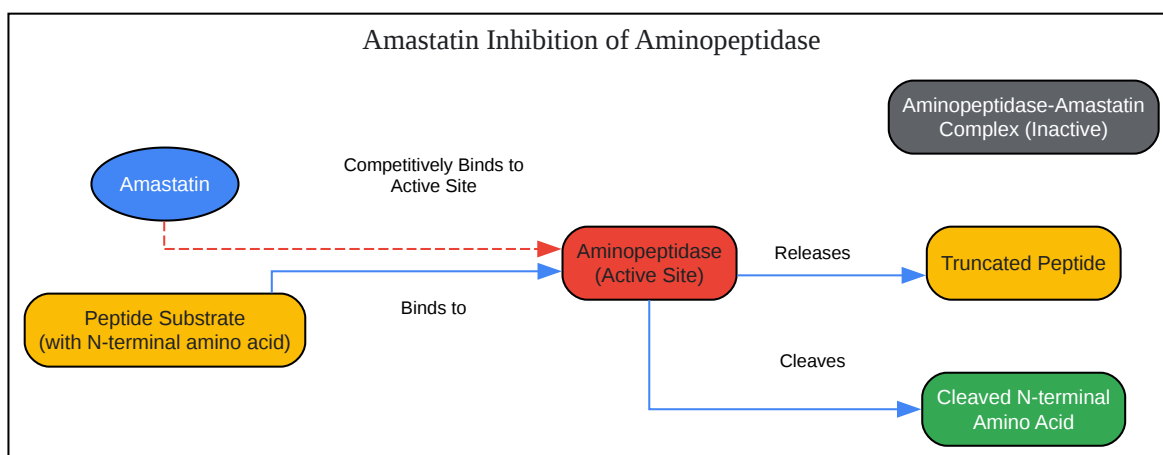 Amastatin Inhibition of Aminopeptidase
Aminopeptidase-Amastatin
Complex (Inactive)
Competitively Binds to
Active Site
Amastatin
Aminopeptidase
(Active Site)
Releases
Truncated Peptide
Peptide Substrate
(with N-terminal amino acid)
Binds to
Cleaves
Cleaved N-terminal
Amino Acid